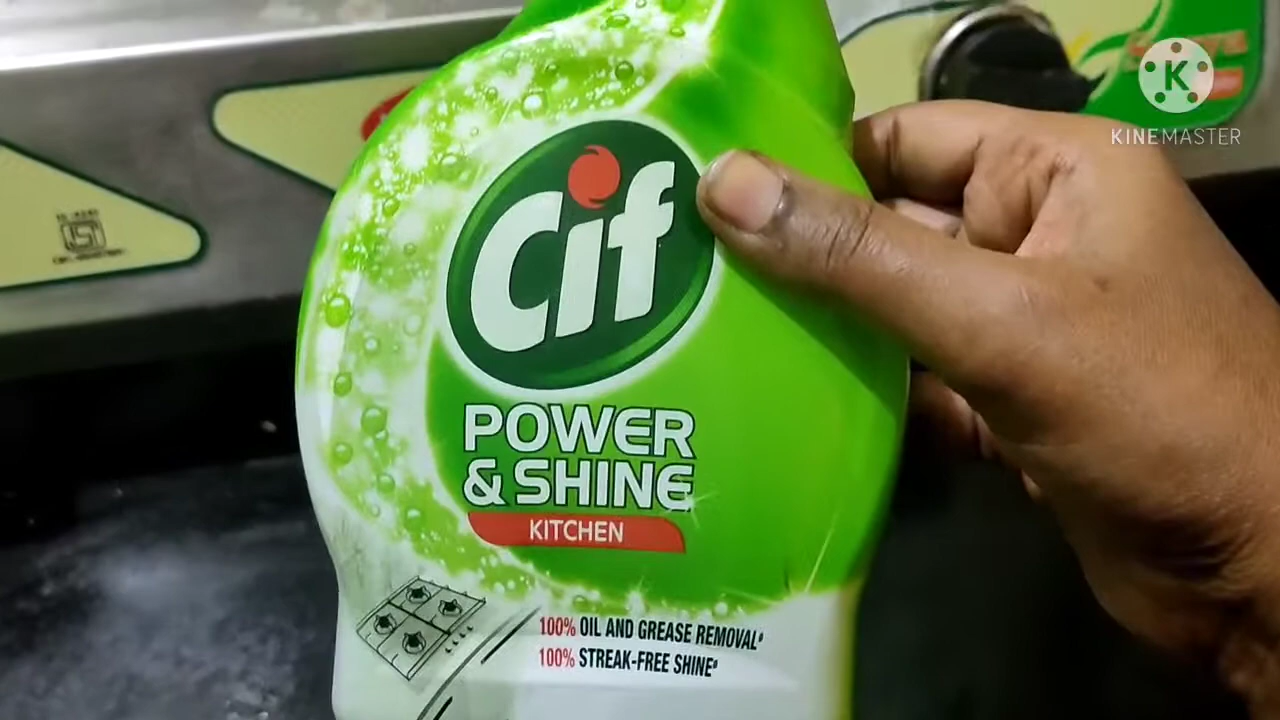 K
KINEMASTER
Cif
POWER
& SHINE
KITCHEN
100% OIL AND GREASE REMOVAL#
100% STREAK-FREE SHINE#